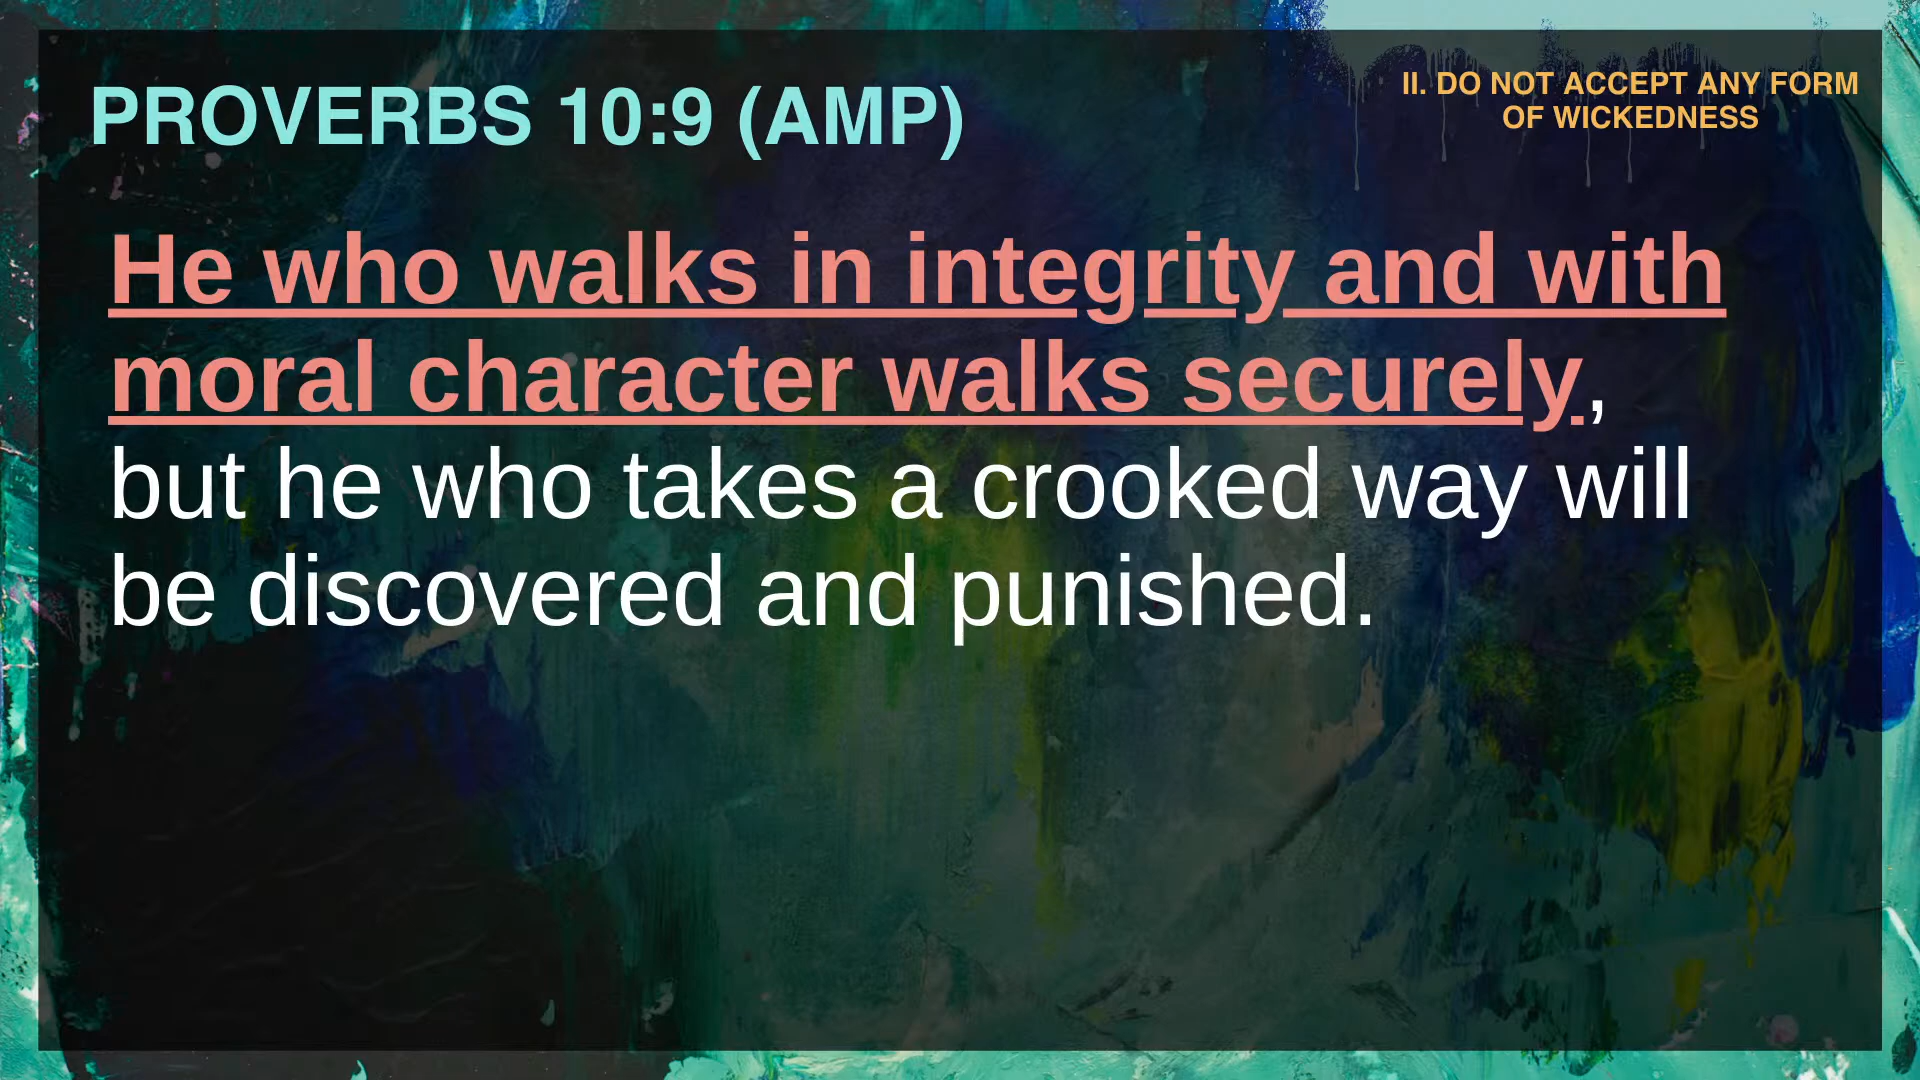 PROVERBS 10:9 (AMP)
II. DO NOT ACCEPT ANY FORM
OF WICKEDNESS
He who walks in integrity and with
moral character walks securely,
but he who takes a crooked way will
be discovered and punished.